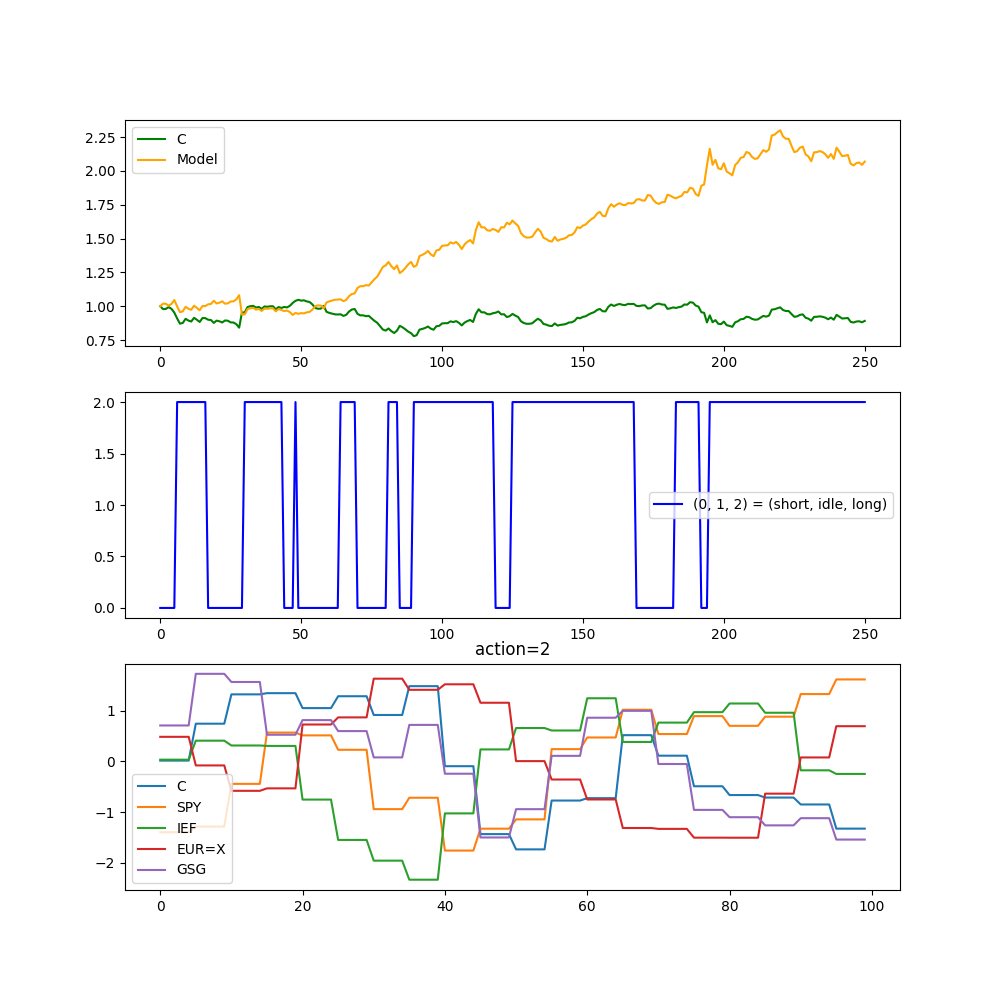 C
Model
2.25
2.00
1.75
1.50
1.25
1.00
0.75
0 50 100 150 200 250
2.0
1.5
1.0
0.5
0.0
(0, 1, 2) = (short, idle, long)
0 50 100 150 200 250
action=2
1
0
−1
−2
C
SPY
IEF
EUR=X
GSG
0 20 40 60 80 100